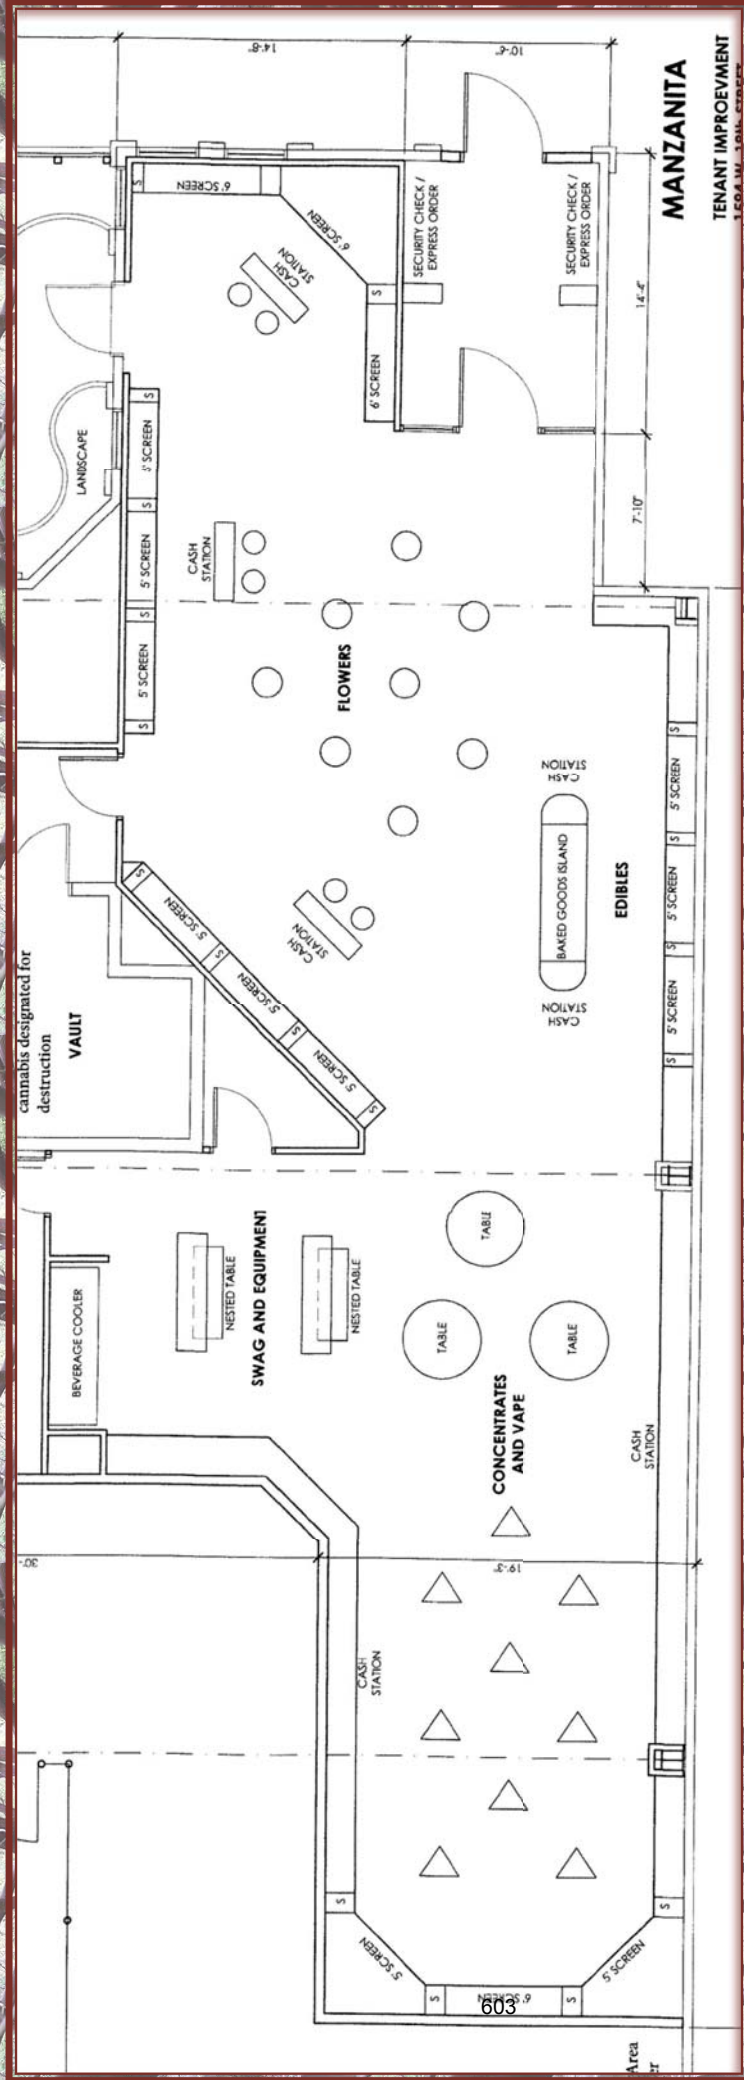 14'-8"
10'-6"
MANZANITA
TENANT IMPROEVMENT
S
6' SCREEN
6' SCREEN
CASH
STATION
S
6' SCREEN
SECURITY CHECK /
EXPRESS ORDER
SECURITY CHECK /
EXPRESS ORDER
14'-4"
7'-10"
LANDSCAPE
S
5' SCREEN
S
5' SCREEN
S
5' SCREEN
S
CASH
STATION
FLOWERS
cannabis designated for
destruction
VAULT
S
5' SCREEN
S
5' SCREEN
S
5' SCREEN
S
CASH
STATION
CASH
STATION
BAKED GOODS ISLAND
CASH
STATION
EDIBLES
S
5' SCREEN
S
5' SCREEN
S
5' SCREEN
S
BEVERAGE COOLER
NESTED TABLE
SWAG AND EQUIPMENT
NESTED TABLE
TABLE
TABLE
TABLE
CONCENTRATES
AND VAPE
CASH
STATION
30'-
19'-3"
CASH
STATION
S
5' SCREEN
S
6' SCREEN
S
5' SCREEN
S
603
Area